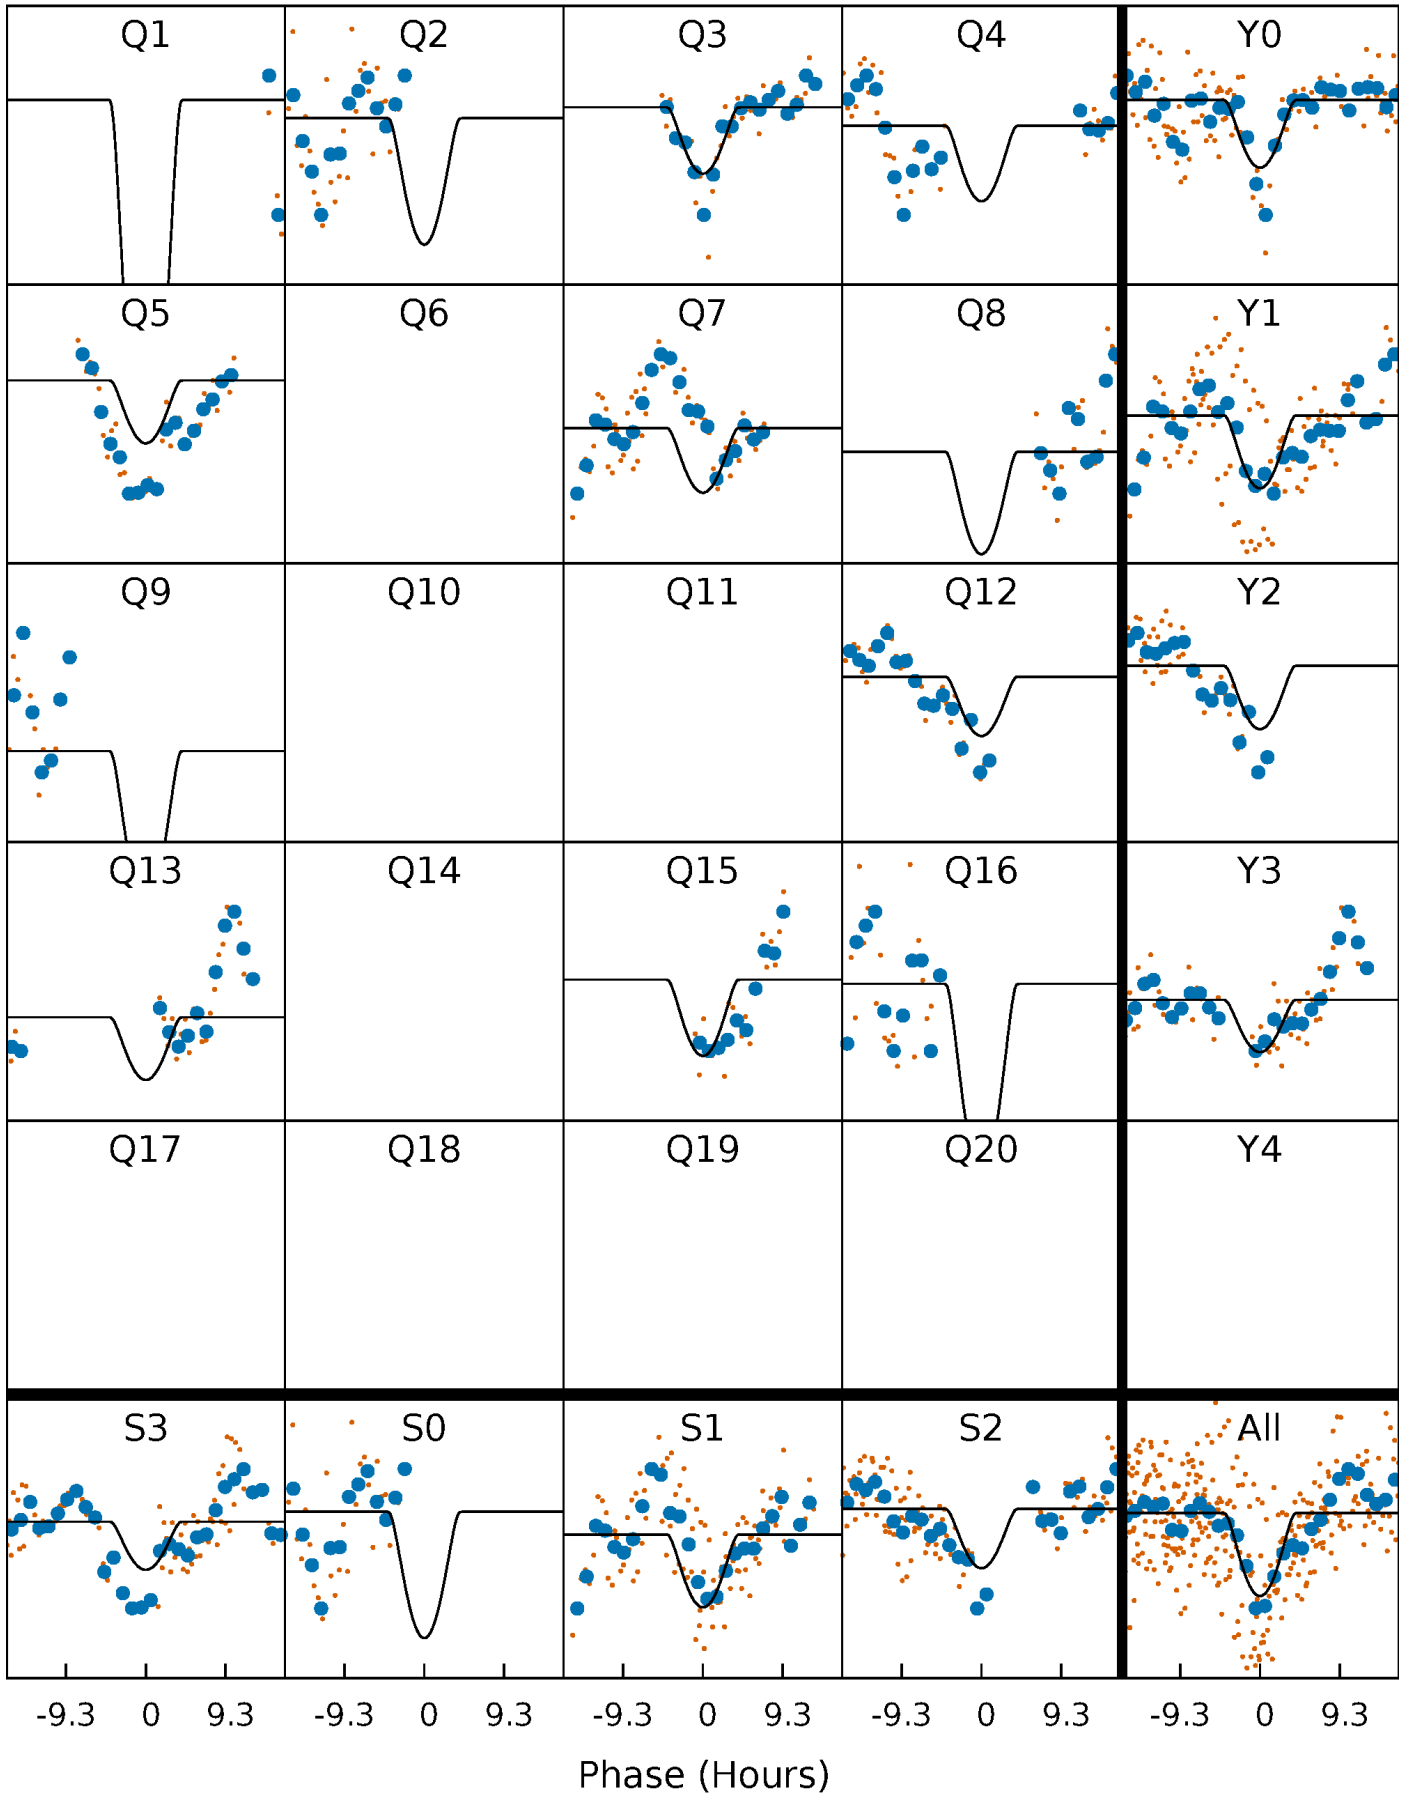 Q1 Q2 Q3 Q4 Y0
Q5 Q6 Q7 Q8 Y1
Q9 Q10 Q11 Q12 Y2
Q13 Q14 Q15 Q16 Y3
Q17 Q18 Q19 Q20 Y4
S3 S0 S1 S2 All
-9.3 0 9.3 -9.3 0 9.3 -9.3 0 9.3 -9.3 0 9.3 -9.3 0 9.3
Phase (Hours)